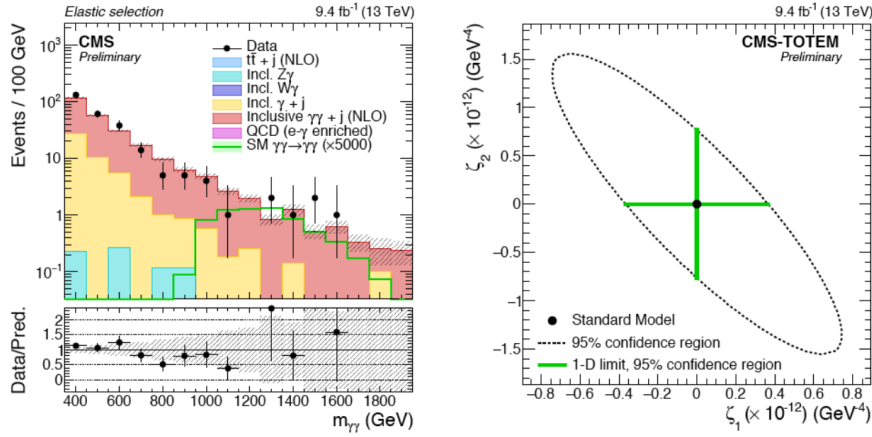 Elastic selection 9.4 fb⁻¹ (13 TeV)
CMS
Preliminary
Data
tt̄ + j (NLO)
Incl. Zγ
Incl. Wγ
Incl. γ + j
Inclusive γγ + j (NLO)
QCD (e-γ enriched)
SM γγ→γγ (×5000)
Events / 100 GeV
10³
10²
10
1
10⁻¹
Data/Pred.
2
1.5
1
0.5
0
400 600 800 1000 1200 1400 1600 1800
m_γγ (GeV)
9.4 fb⁻¹ (13 TeV)
CMS-TOTEM
Preliminary
ζ₂ (× 10⁻¹²) (GeV⁻⁴)
1.5
1
0.5
0
−0.5
−1
−1.5
Standard Model
95% confidence region
1-D limit, 95% confidence region
−0.8 −0.6 −0.4 −0.2 0 0.2 0.4 0.6 0.8
ζ₁ (× 10⁻¹²) (GeV⁻⁴)